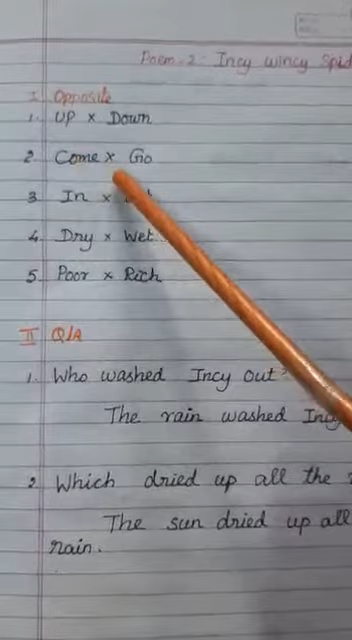 Poem-2: Incy wincy Spid
I. Opposite
1. UP × Down
2. Come × Go
3 In ×
4. Dry × Wet
5. Poor × Rich
II Q/A
1. Who washed Incy out?
The rain washed Incy
2. Which dried up all the
The sun dried up all
rain.